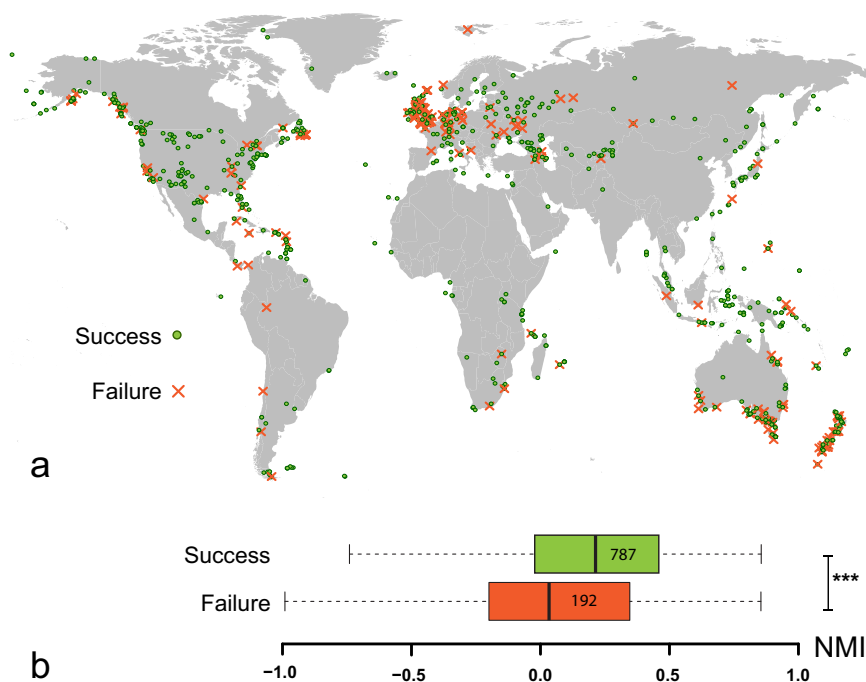 Success
Failure
a
Success
787
Failure
192
***
b
NMI
−1.0 −0.5 0.0 0.5 1.0